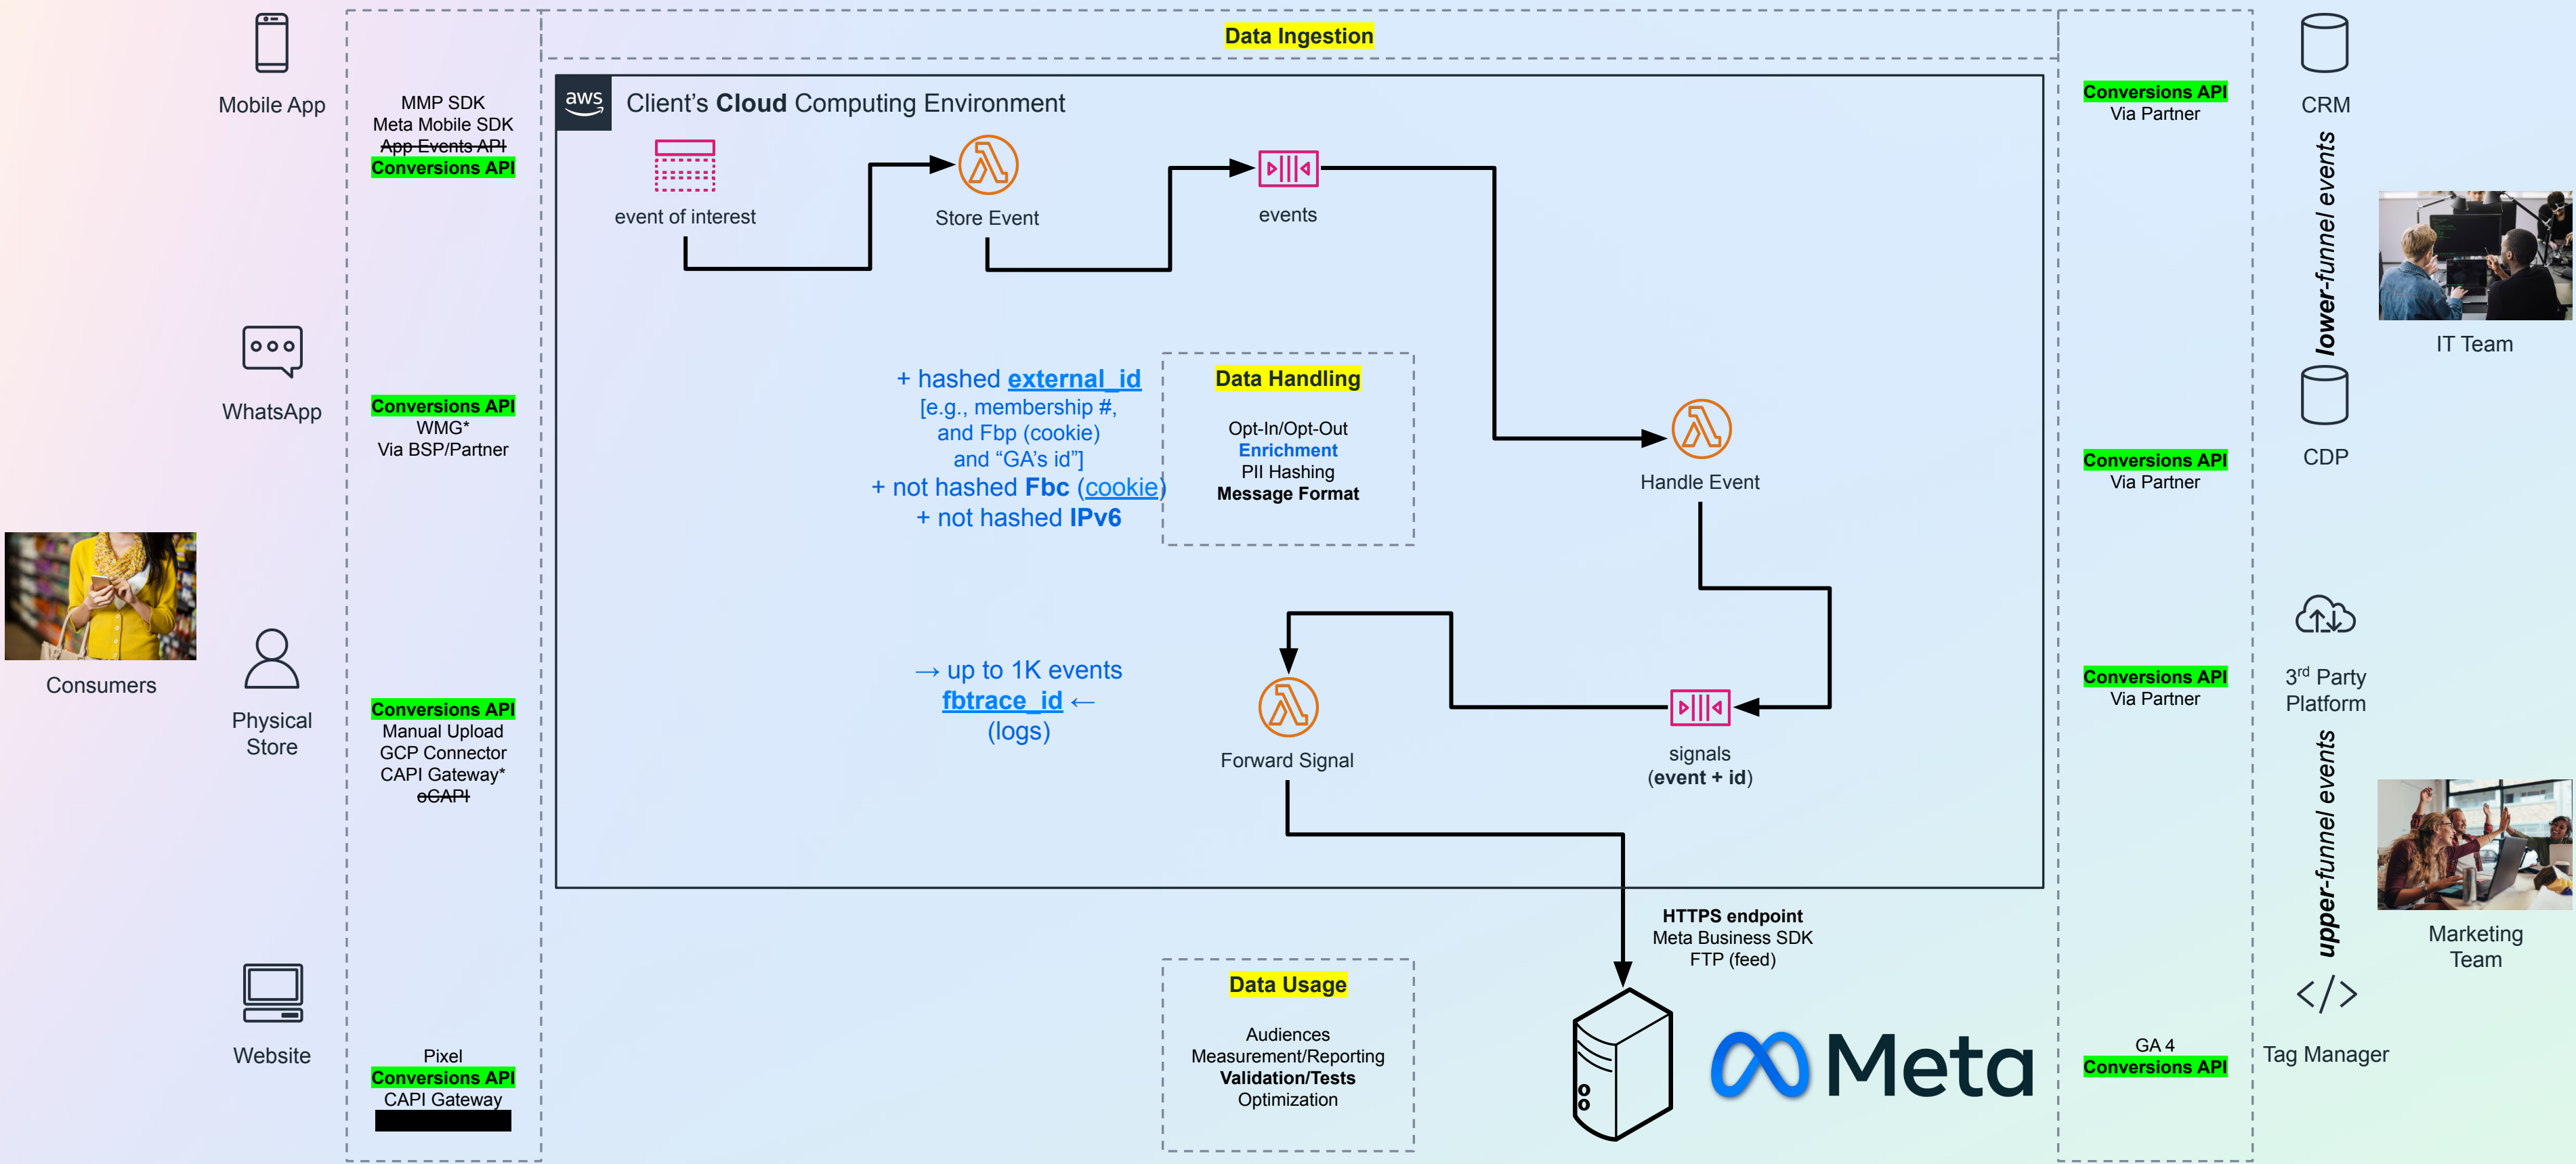 Data Ingestion
Mobile App
MMP SDK
Meta Mobile SDK
App Events API
Conversions API
aws
Client's Cloud Computing Environment
event of interest
Store Event
events
Conversions API
Via Partner
CRM
lower-funnel events
IT Team
WhatsApp
Conversions API
WMG*
Via BSP/Partner
+ hashed external_id
[e.g., membership #,
and Fbp (cookie)
and “GA's id”]
+ not hashed Fbc (cookie)
+ not hashed IPv6
Data Handling
Opt-In/Opt-Out
Enrichment
PII Hashing
Message Format
Handle Event
Conversions API
Via Partner
CDP
Consumers
Physical
Store
Conversions API
Manual Upload
GCP Connector
CAPI Gateway*
oCAPI
→ up to 1K events
fbtrace_id ←
(logs)
Forward Signal
signals
(event + id)
Conversions API
Via Partner
3rd Party
Platform
upper-funnel events
Marketing
Team
HTTPS endpoint
Meta Business SDK
FTP (feed)
Website
Pixel
Conversions API
CAPI Gateway
Data Usage
Audiences
Measurement/Reporting
Validation/Tests
Optimization
Meta
GA 4
Conversions API
</>
Tag Manager